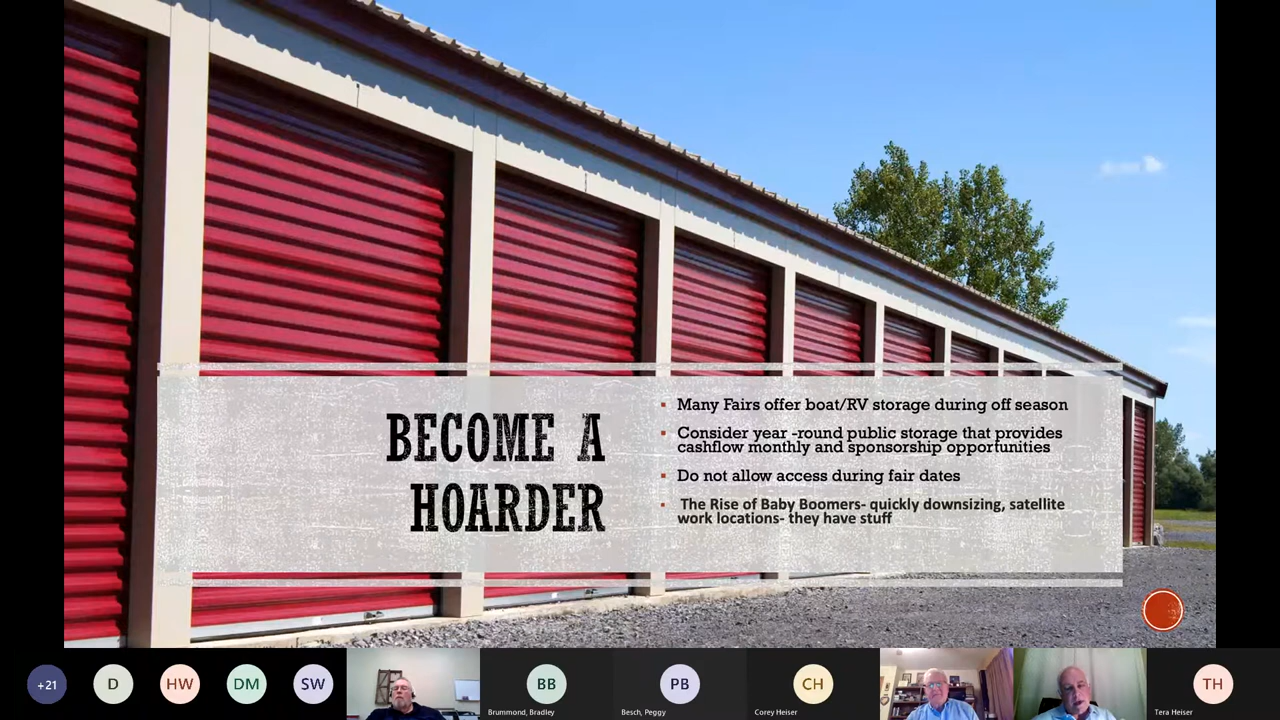 BECOME A
HOARDER
Many Fairs offer boat/RV storage during off season
Consider year -round public storage that provides
cashflow monthly and sponsorship opportunities
Do not allow access during fair dates
The Rise of Baby Boomers- quickly downsizing, satellite
work locations- they have stuff
+21
D
HW
DM
SW
BB
Brummond, Bradley
PB
Besch, Peggy
CH
Corey Heiser
TH
Tera Heiser